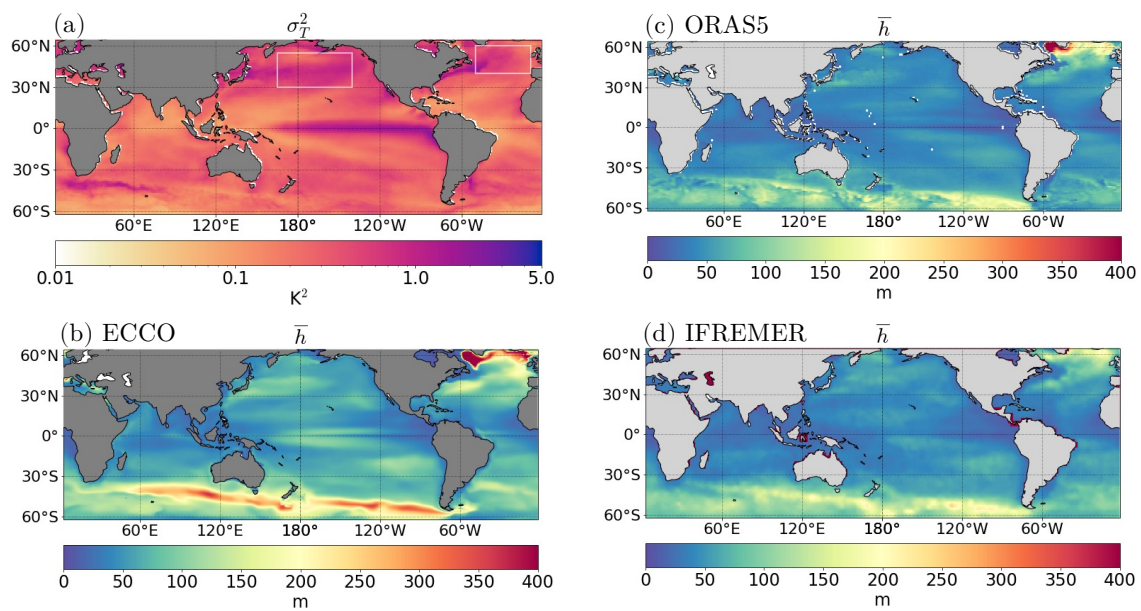 (a) σ_T^2
60°N
30°N
0°
30°S
60°S
60°E 120°E 180° 120°W 60°W
0.01 0.1 1.0 5.0
K²
(c) ORAS5 h̅
60°N
30°N
0°
30°S
60°S
60°E 120°E 180° 120°W 60°W
0 50 100 150 200 250 300 350 400
m
(b) ECCO h̅
60°N
30°N
0°
30°S
60°S
60°E 120°E 180° 120°W 60°W
0 50 100 150 200 250 300 350 400
m
(d) IFREMER h̅
60°N
30°N
0°
30°S
60°S
60°E 120°E 180° 120°W 60°W
0 50 100 150 200 250 300 350 400
m